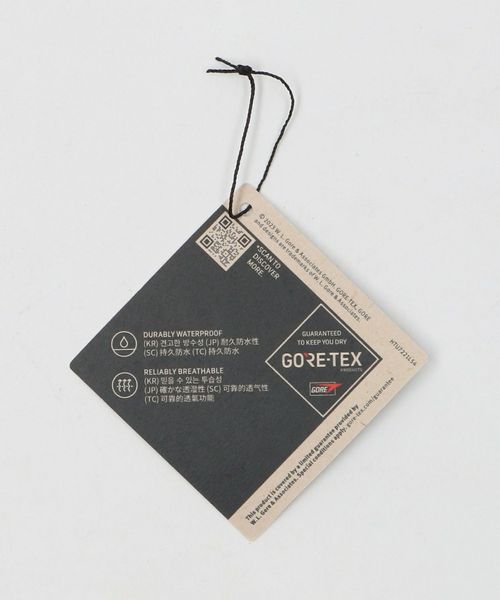 © 2023 W. L. Gore & Associates GmbH. GORE-TEX, GORE
and designs are trademarks of W. L. Gore & Associates.
*SCAN TO
DISCOVER
MORE.
HTU/7221LS4
DURABLY WATERPROOF
(KR) 견고한 방수성 (JP) 耐久防水性
(SC) 持久防水 (TC) 持久防水
RELIABLY BREATHABLE
(KR) 믿을 수 있는 투습성
(JP) 確かな透湿性 (SC) 可靠的透气性
(TC) 可靠的透氣功能
GUARANTEED
TO KEEP YOU DRY
GORE-TEX
PRODUCTS
GORE
This product is covered by a limited guarantee provided by
W. L. Gore & Associates. Special conditions apply. gore-tex.com/guarantee